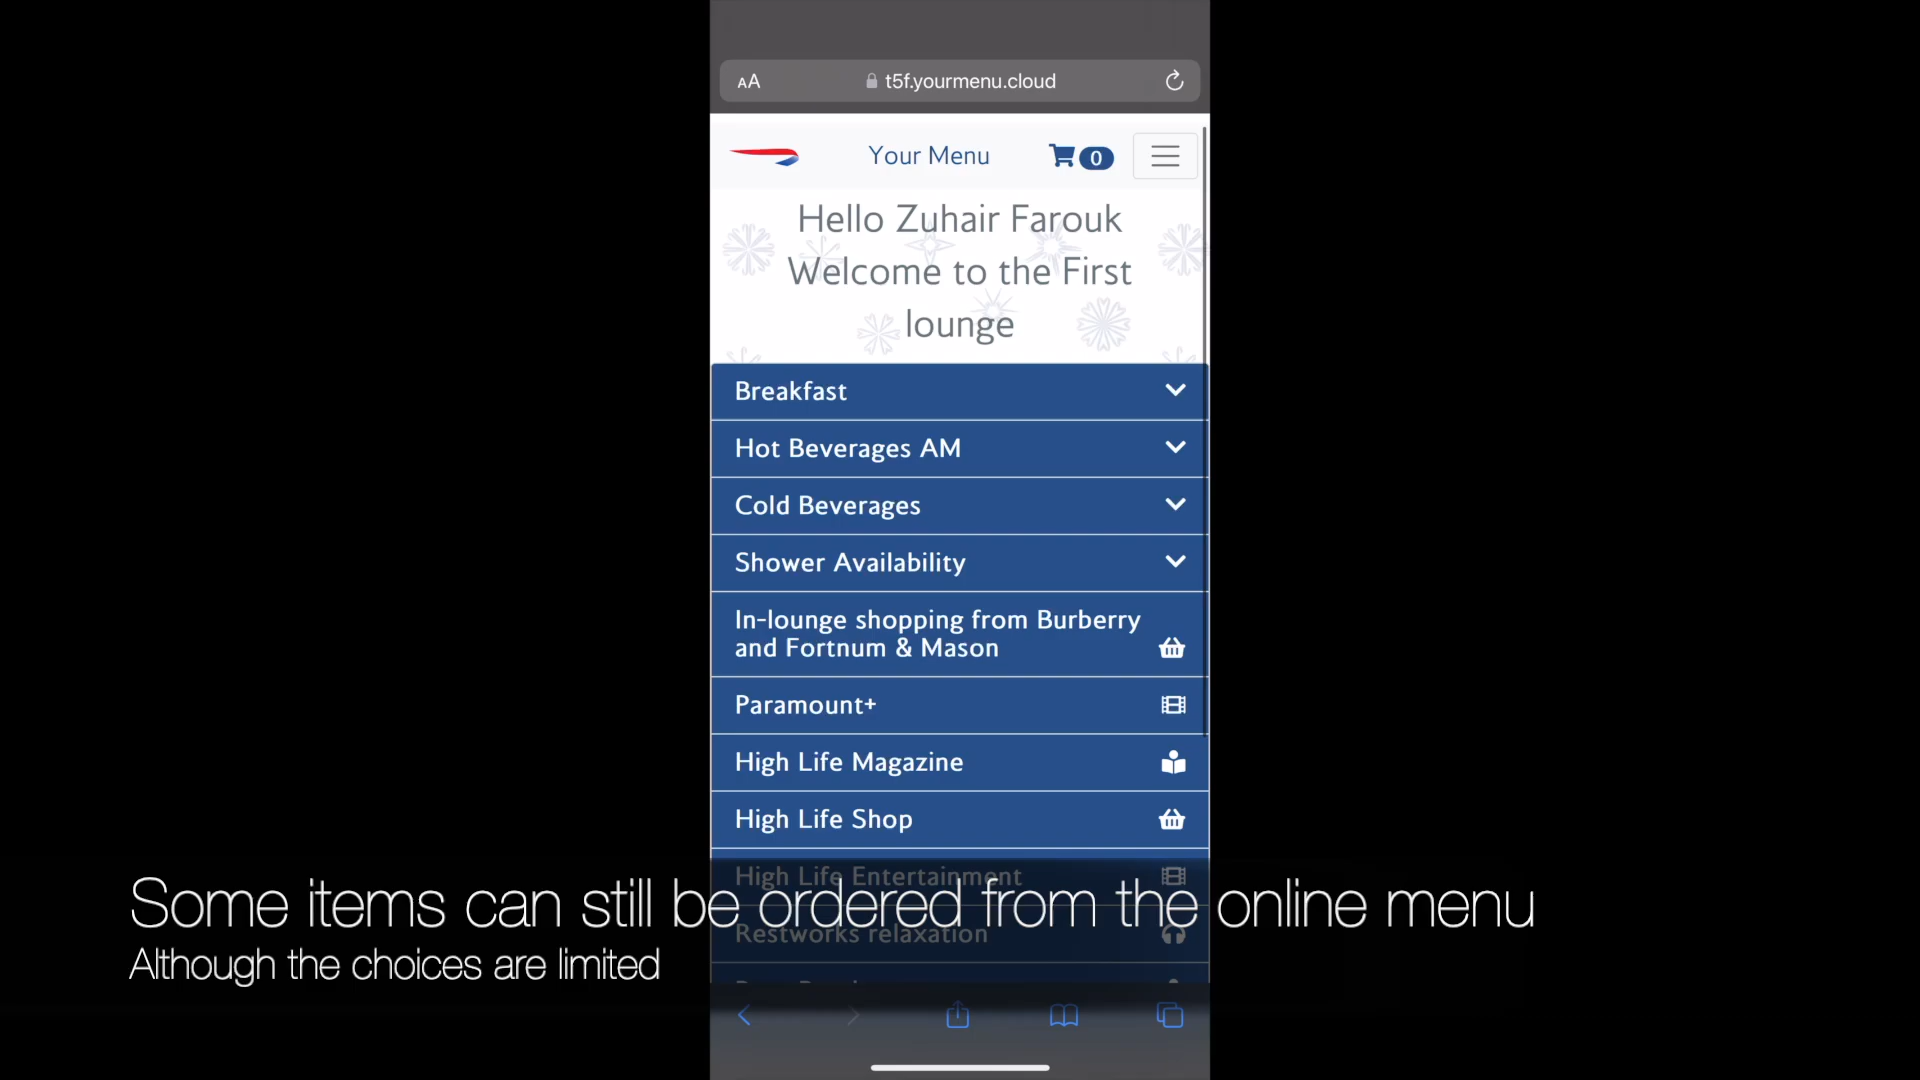 AA
t5f.yourmenu.cloud
Your Menu
0
Hello Zuhair Farouk
Welcome to the First
lounge
Breakfast
Hot Beverages AM
Cold Beverages
Shower Availability
In-lounge shopping from Burberry
and Fortnum & Mason
Paramount+
High Life Magazine
High Life Shop
High Life Entertainment
Some items can still be ordered from the online menu
Restworks relaxation
Although the choices are limited